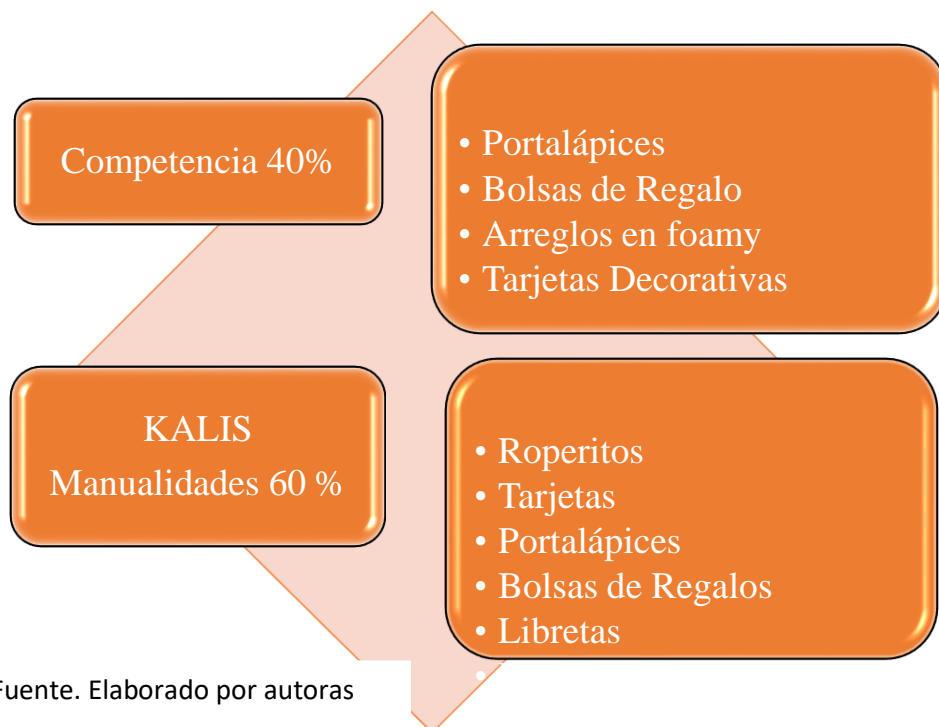 Competencia 40%
• Portalápices
• Bolsas de Regalo
• Arreglos en foamy
• Tarjetas Decorativas
KALIS
Manualidades 60 %
• Roperitos
• Tarjetas
• Portalápices
• Bolsas de Regalos
• Libretas
•
Fuente. Elaborado por autoras